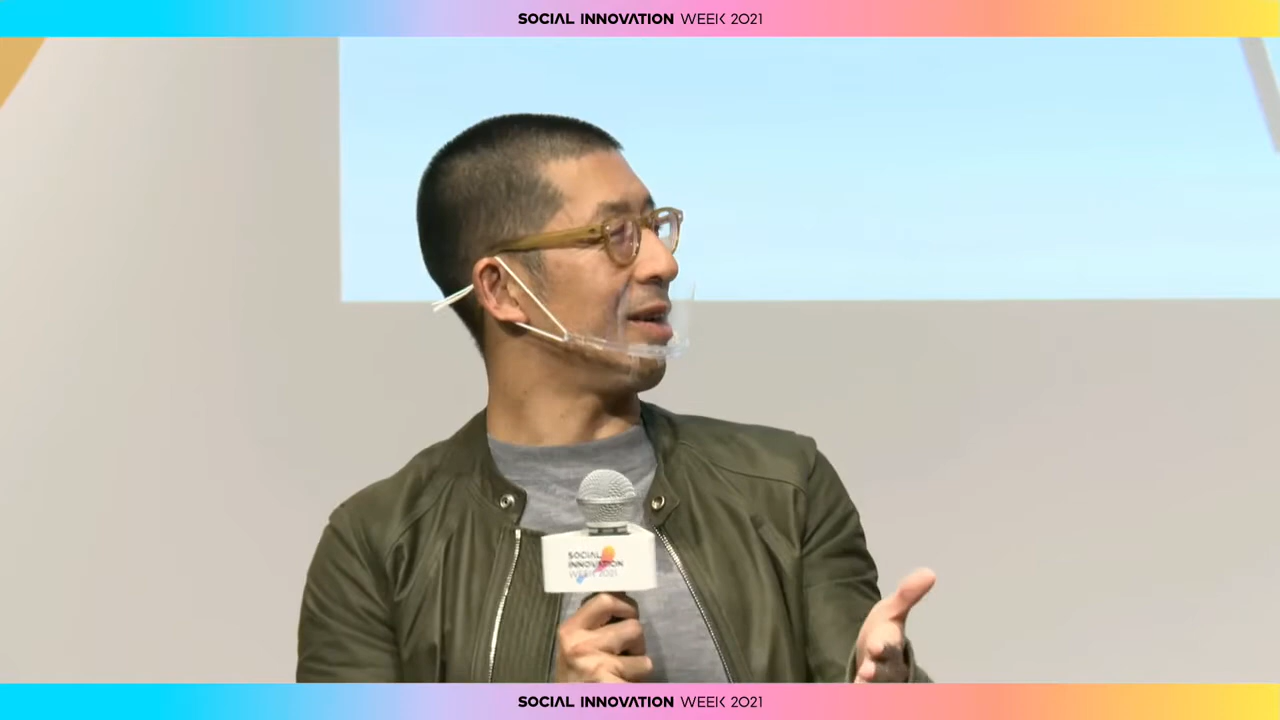 SOCIAL INNOVATION WEEK 2021
SOCIAL
INNOVATION
WEEK 2021
SOCIAL INNOVATION WEEK 2021